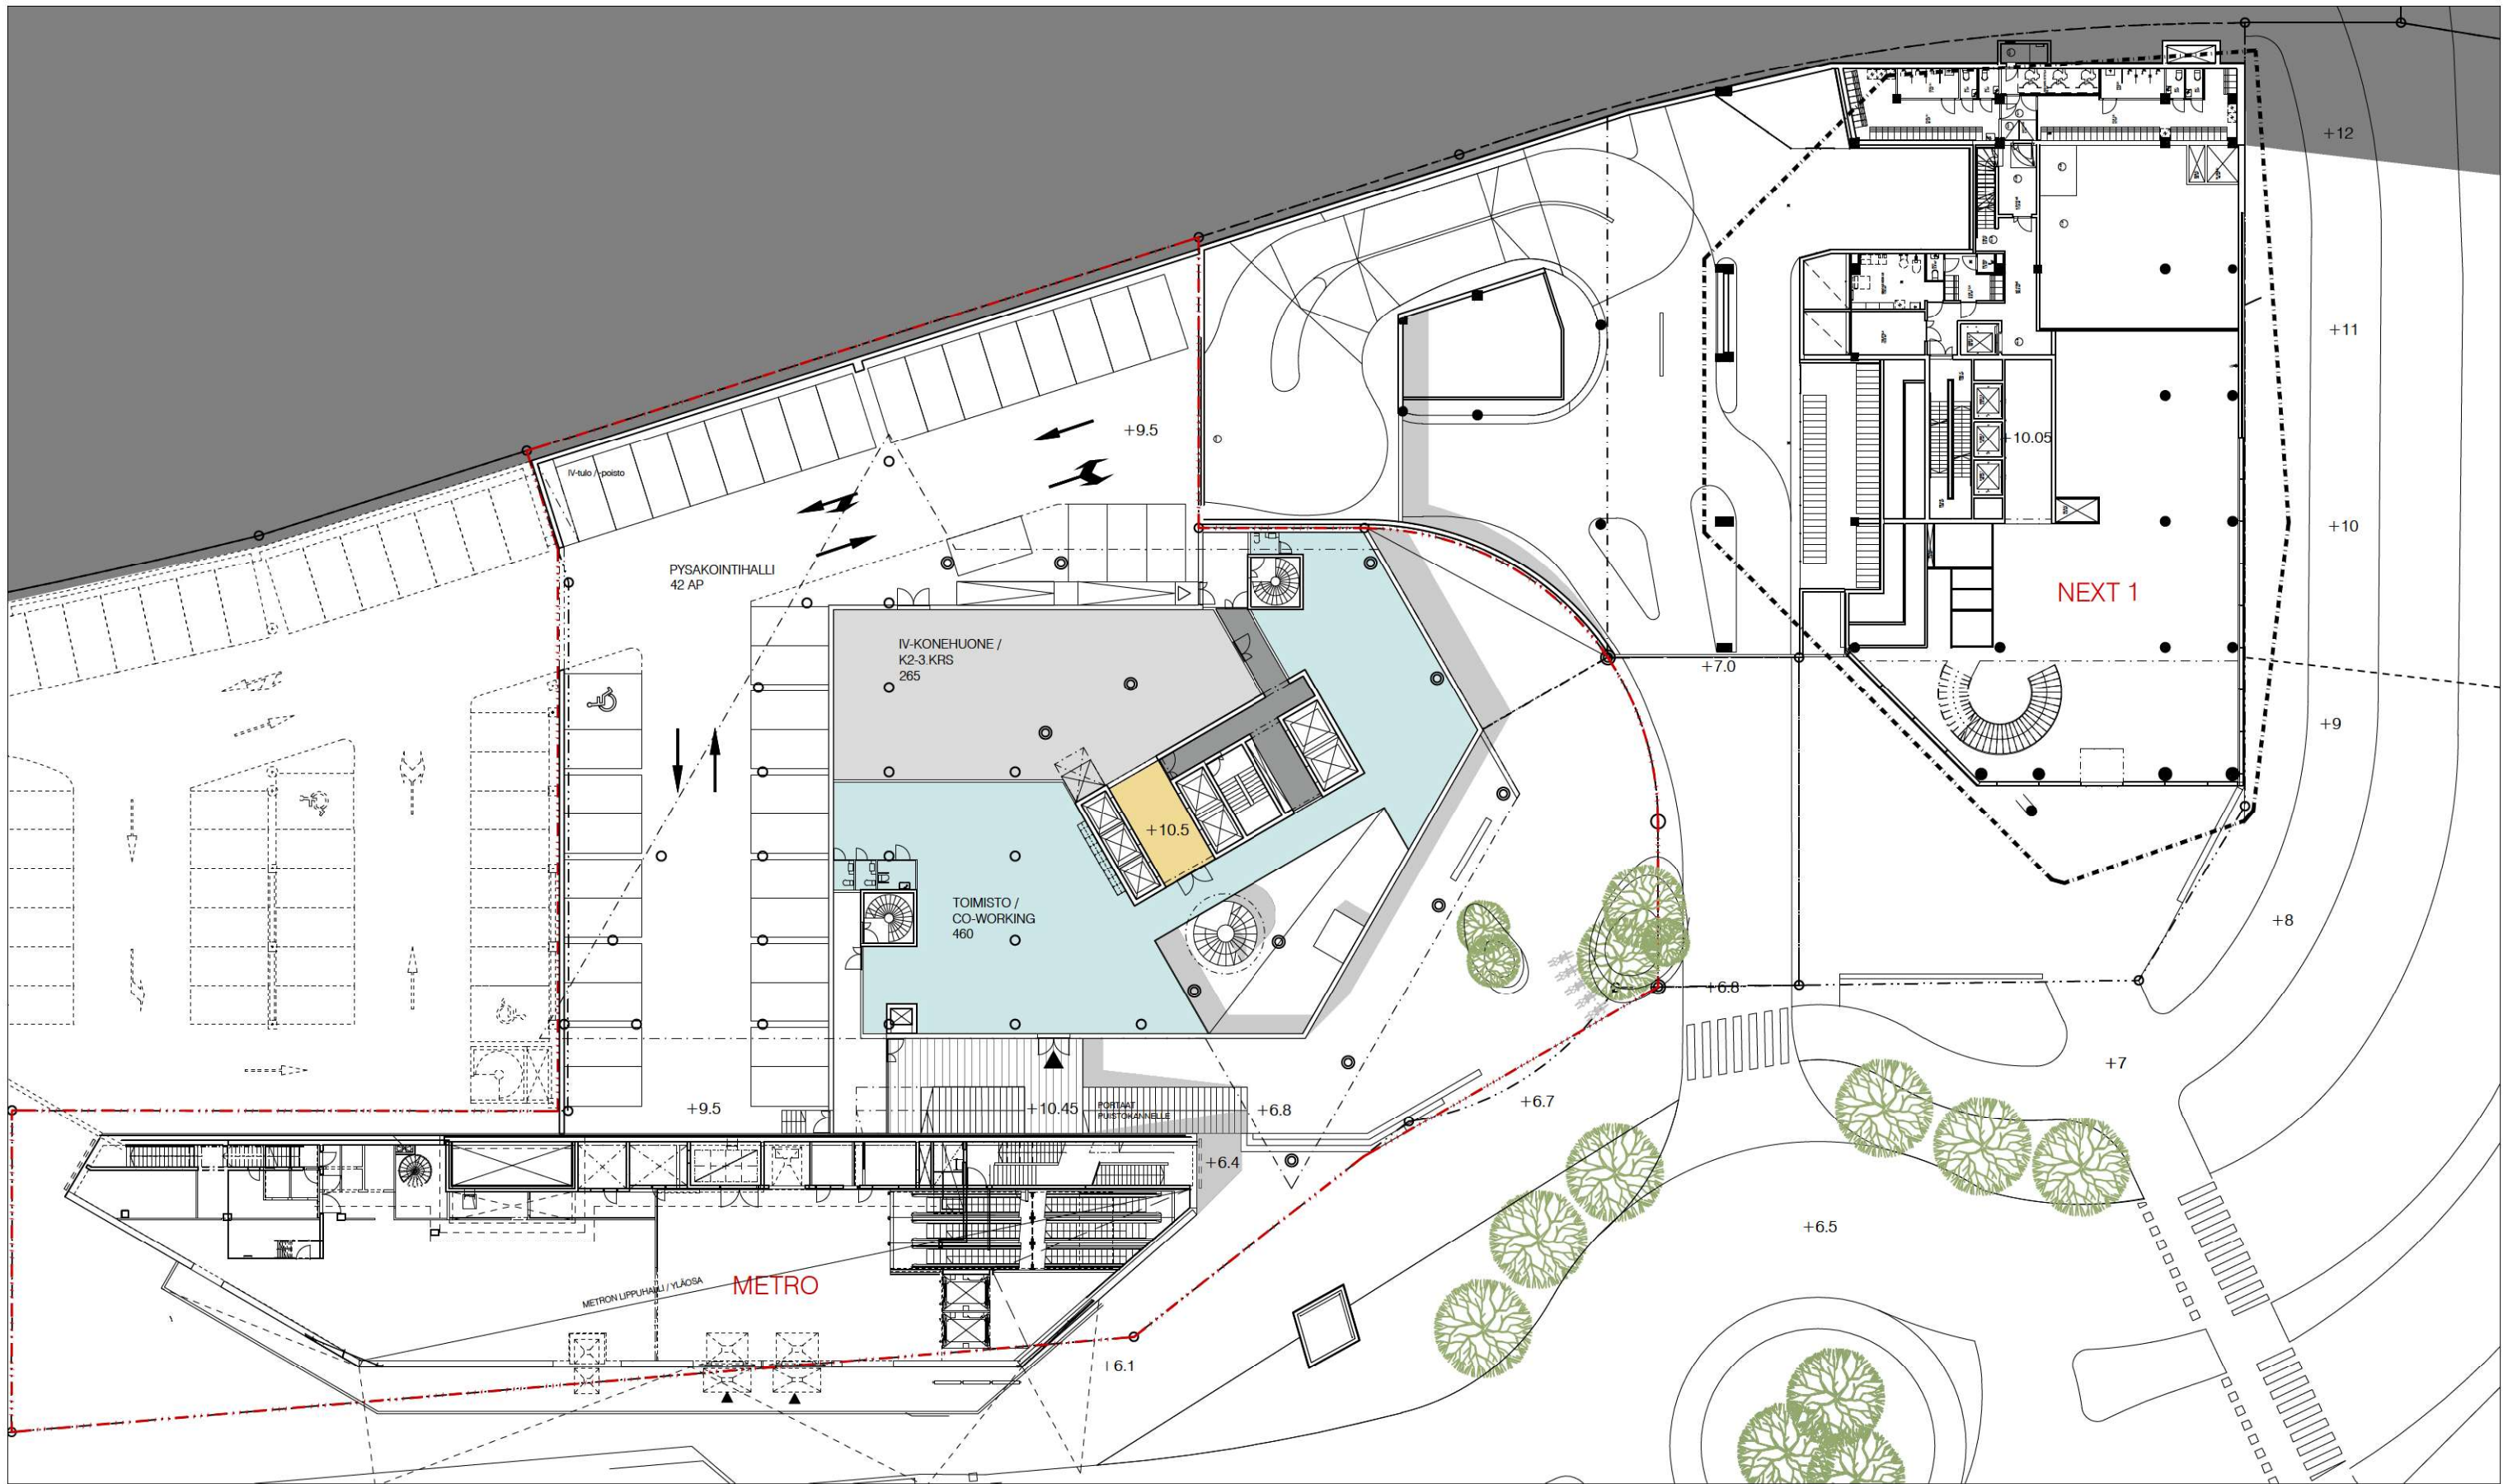 +12
+11
+9.5
+10.05
IV-tulo / -poisto
+10
PYSAKOINTIHALLI
42 AP
NEXT 1
IV-KONEHUONE /
K2-3.KRS
265
+7.0
+9
+10.5
TOIMISTO /
CO-WORKING
460
+8
+6.8
+7
+9.5
+10.45
PORTAAT
PUISTOKANNELLE
+6.8
+6.7
+6.4
+6.5
METRON LIPPUHALLI / YLÄOSA
METRO
6.1